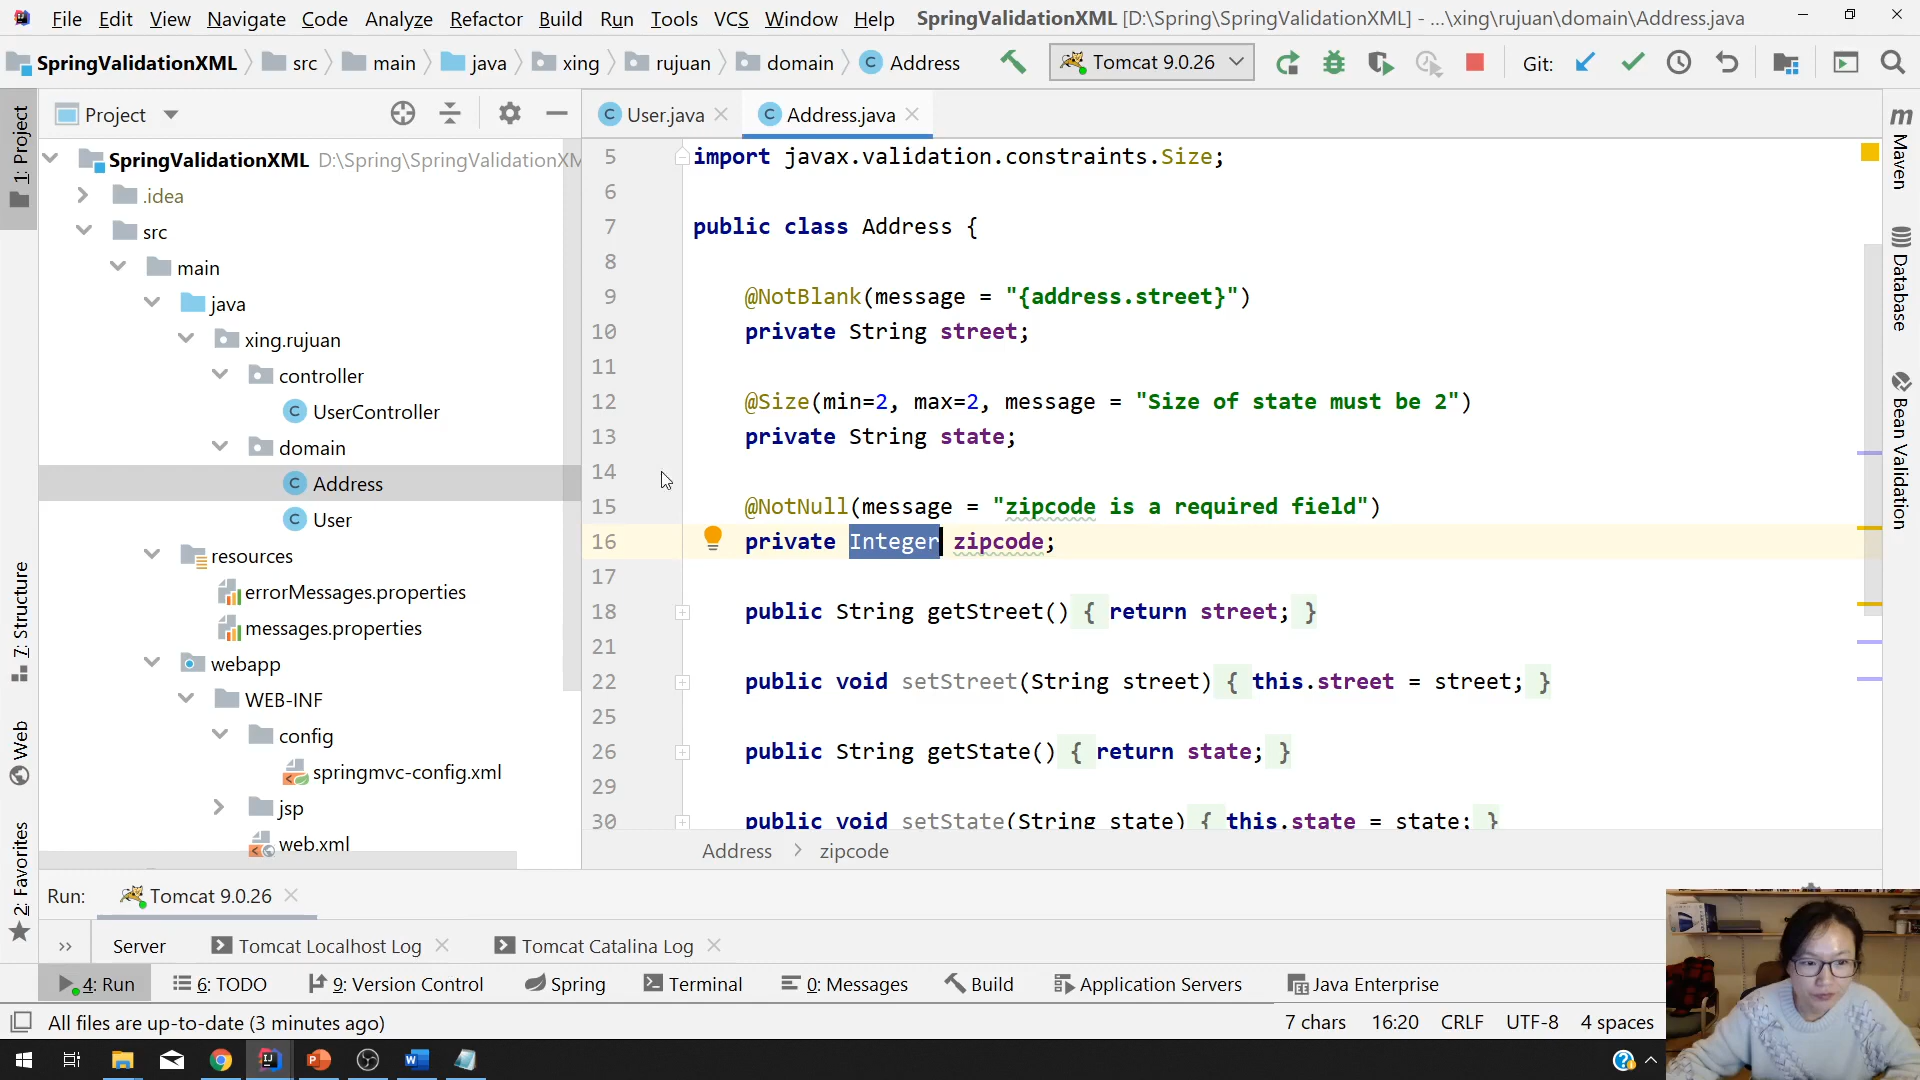 File Edit View Navigate Code Analyze Refactor Build Run Tools VCS Window Help SpringValidationXML [D:\Spring\SpringValidationXML] - ...\xing\rujuan\domain\Address.java
SpringValidationXML src main java xing rujuan domain Address Tomcat 9.0.26 Git:
1: Project
7: Structure
Web
2: Favorites
Project
SpringValidationXML D:\Spring\SpringValidationXM
.idea
src
main
java
xing.rujuan
controller
UserController
domain
Address
User
resources
errorMessages.properties
messages.properties
webapp
WEB-INF
config
springmvc-config.xml
jsp
web.xml
User.java Address.java
5 import javax.validation.constraints.Size;
6
7 public class Address {
8
9 @NotBlank(message = "{address.street}")
10 private String street;
11
12 @Size(min=2, max=2, message = "Size of state must be 2")
13 private String state;
14
15 @NotNull(message = "zipcode is a required field")
16 private Integer zipcode;
17
18 public String getStreet() { return street; }
21
22 public void setStreet(String street) { this.street = street; }
25
26 public String getState() { return state; }
29
30 public void setState(String state) { this.state = state; }
Address > zipcode
Maven
Database
Bean Validation
Run: Tomcat 9.0.26
Server Tomcat Localhost Log Tomcat Catalina Log
4: Run 6: TODO 9: Version Control Spring Terminal 0: Messages Build Application Servers Java Enterprise
All files are up-to-date (3 minutes ago) 7 chars 16:20 CRLF UTF-8 4 spaces